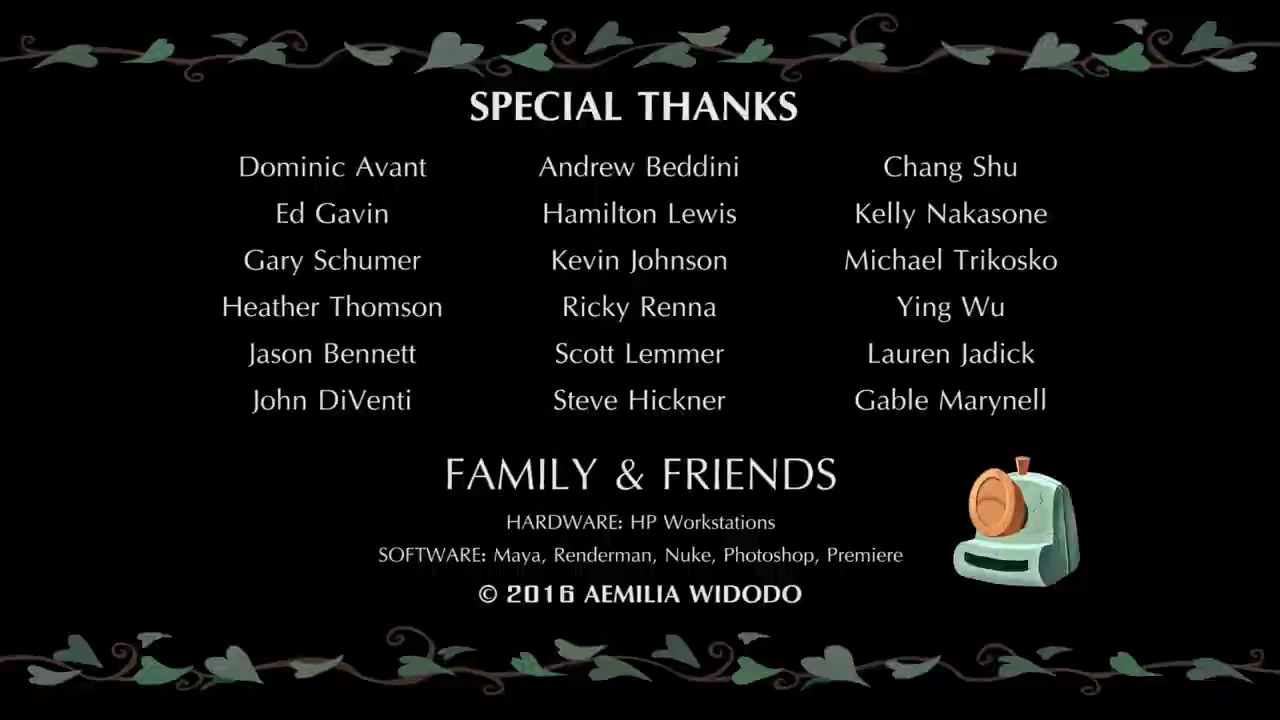 SPECIAL THANKS
Dominic Avant Andrew Beddini Chang Shu
Ed Gavin Hamilton Lewis Kelly Nakasone
Gary Schumer Kevin Johnson Michael Trikosko
Heather Thomson Ricky Renna Ying Wu
Jason Bennett Scott Lemmer Lauren Jadick
John DiVenti Steve Hickner Gable Marynell
FAMILY & FRIENDS
HARDWARE: HP Workstations
SOFTWARE: Maya, Renderman, Nuke, Photoshop, Premiere
© 2016 AEMILIA WIDODO